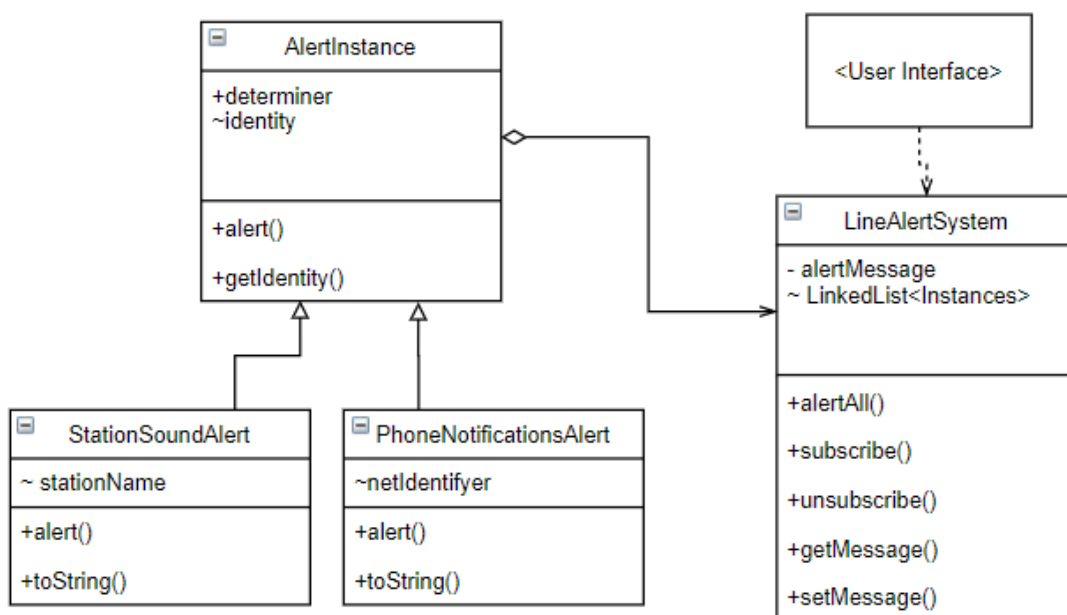 AlertInstance
+determiner
~identity
+alert()
+getIdentity()
<User Interface>
LineAlertSystem
- alertMessage
~ LinkedList<Instances>
+alertAll()
+subscribe()
+unsubscribe()
+getMessage()
+setMessage()
StationSoundAlert
~ stationName
+alert()
+toString()
PhoneNotificationsAlert
~netIdentifyer
+alert()
+toString()